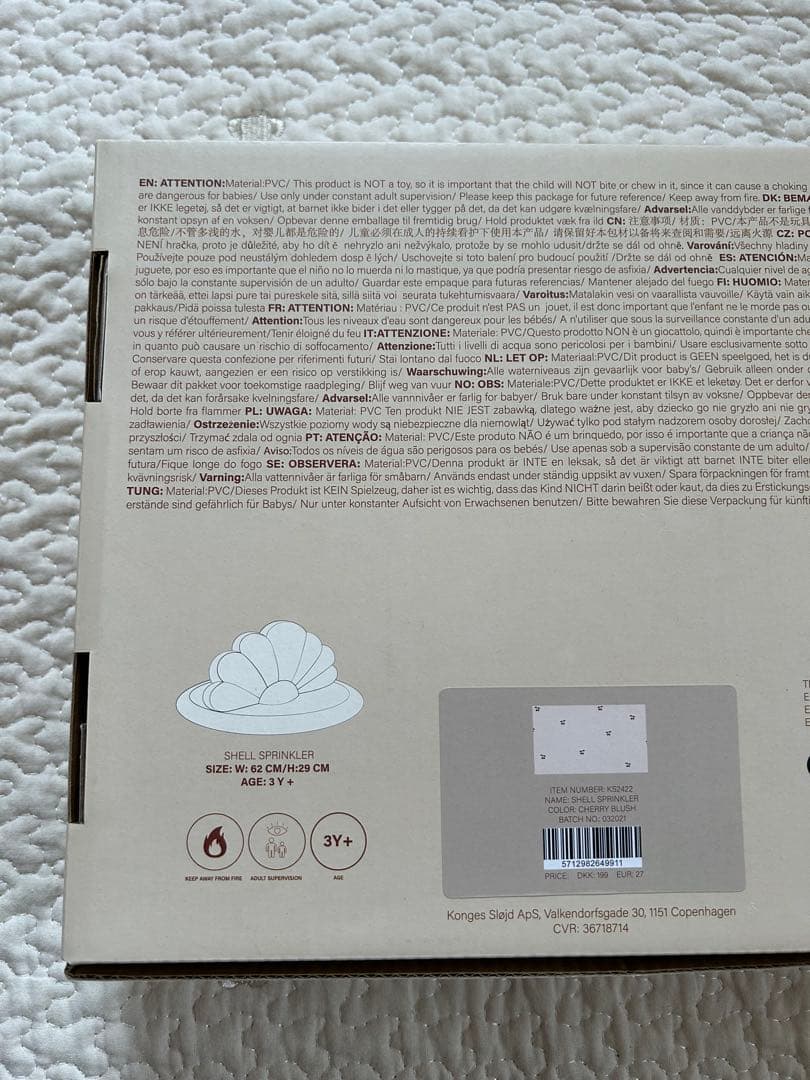 EN: ATTENTION:Material:PVC/ This product is NOT a toy, so it is important that the child will NOT bite or chew in it, since it can cause a choking
are dangerous for babies/ Use only under constant adult supervision/ Please keep this package for future reference/ Keep away from fire. DK: BEMÆ
er IKKE legetøj, så det er vigtigt, at barnet ikke bider i det eller tygger på det, da det kan udgøre kvælningsfare/ Advarsel:Alle vanddybder er farlige f
konstant opsyn af en voksen/ Opbevar denne emballage til fremtidig brug/ Hold produktet væk fra ild CN: 注意事项/ 材质: PVC/本产品不是玩具
息危险/不管多浅的水，对婴儿都是危险的/ 儿童必须在成人的持续看护下使用本产品/ 请保留好本包材以备将来查阅和需要/远离火源 CZ: PO
NENÍ hračka, proto je důležité, aby ho dítě nehryzlo ani nežvýkalo, protože by se mohlo udusit/držte se dál od ohně. Varování:Všechny hladiny
Používejte pouze pod neustálým dohledem dospělých/ Uschovejte si toto balení pro budoucí použití /Držte se dál od ohně ES: ATENCIÓN:Ma
juguete, por eso es importante que el niño no lo muerda ni lo mastique, ya que podría presentar riesgo de asfixia/ Advertencia:Cualquier nivel de ag
sólo bajo la constante supervisión de un adulto/ Guardar este empaque para futuras referencias/ Mantener alejado del fuego FI: HUOMIO: Mater
on tärkeää, ettei lapsi pure tai pureskele sitä, sillä siitä voi seurata tukehtumisvaara/ Varoitus:Matalakin vesi on vaarallista vauvoille/ Käytä vain aik
pakkaus/Pidä poissa tulesta FR: ATTENTION: Matériau : PVC/Ce produit n'est PAS un jouet, il est donc important que l'enfant ne le morde pas ou
un risque d'étouffement/ Attention:Tous les niveaux d'eau sont dangereux pour les bébés/ A n'utiliser que sous la surveillance constante d'un adu
vous y référer ultérieurement/Tenir éloigné du feu IT:ATTENZIONE: Materiale: PVC/Questo prodotto NON è un giocattolo, quindi è importante che
in quanto può causare un rischio di soffocamento/ Attenzione:Tutti i livelli di acqua sono pericolosi per i bambini/ Usare esclusivamente sotto
Conservare questa confezione per riferimenti futuri/ Stai lontano dal fuoco NL: LET OP: Materiaal:PVC/Dit product is GEEN speelgoed, het is d
of erop kauwt, aangezien er een risico op verstikking is/ Waarschuwing:Alle waterniveaus zijn gevaarlijk voor baby's/ Gebruik alleen onder c
Bewaar dit pakket voor toekomstige raadpleging/ Blijf weg van vuur NO: OBS: Materiale:PVC/Dette produktet er IKKE et leketøy. Det er derfor v
det, da det kan forårsake kvelningsfare/ Advarsel:Alle vannnivåer er farlig for babyer/ Bruk bare under konstant tilsyn av voksne/ Oppbevar den
Hold borte fra flammer PL: UWAGA: Materiał: PVC Ten produkt NIE JEST zabawką, dlatego ważne jest, aby dziecko go nie gryzło ani nie gry
zadławienia/ Ostrzeżenie:Wszystkie poziomy wody są niebezpieczne dla niemowląt/ Używać tylko pod stałym nadzorem osoby dorosłej/ Zacho
przyszłości/ Trzymać zdala od ognia PT: ATENÇÃO: Material: PVC/Este produto NÃO é um brinquedo, por isso é importante que a criança nã
sentam um risco de asfixia/ Aviso:Todos os níveis de água são perigosos para os bebés/ Use apenas sob a supervisão constante de um adulto/
futura/Fique longe do fogo SE: OBSERVERA: Material:PVC/Denna produkt är INTE en leksak, så det är viktigt att barnet INTE biter eller
kvävningsrisk/ Varning:Alla vattennivåer är farliga för småbarn/ Används endast under ständig uppsikt av vuxen/ Spara förpackningen för framt
TUNG: Material:PVC/Dieses Produkt ist KEIN Spielzeug, daher ist es wichtig, dass das Kind NICHT darin beißt oder kaut, da dies zu Erstickungs
erstände sind gefährlich für Babys/ Nur unter konstanter Aufsicht von Erwachsenen benutzen/ Bitte bewahren Sie diese Verpackung für künfti
SHELL SPRINKLER
SIZE: W: 62 CM/H:29 CM
AGE: 3 Y +
3Y+
KEEP AWAY FROM FIRE
ADULT SUPERVISION
AGE
ITEM NUMBER: KS2422
NAME: SHELL SPRINKLER
COLOR: CHERRY BLUSH
BATCH NO.: 032021
5712982649911
PRICE: DKK: 199 EUR: 27
Konges Sløjd ApS, Valkendorfsgade 30, 1151 Copenhagen
CVR: 36718714